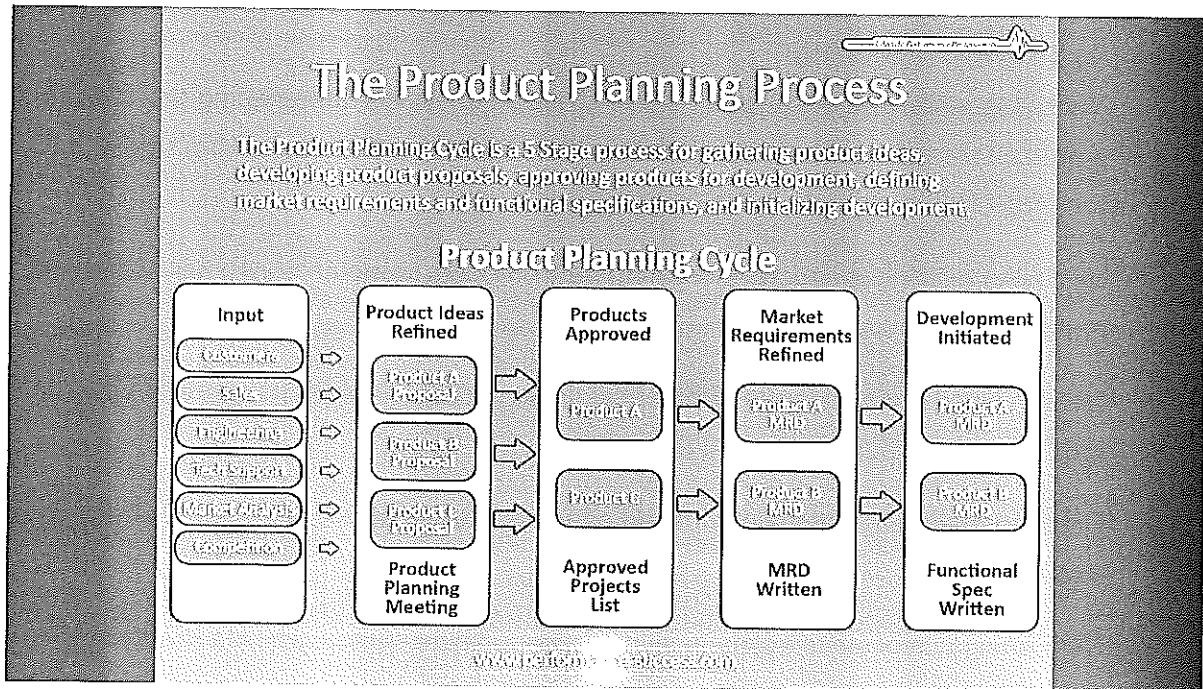 The Product Planning Process
The Product Planning Cycle is a 5 Stage process for gathering product ideas,
developing product proposals, approving products for development, defining
market requirements and functional specifications, and initializing development
Product Planning Cycle
Input
Customers
Sales
Engineering
Tech Support
Market Analysis
Competition
Product Ideas
Refined
Product A
Proposal
Product B
Proposal
Product C
Proposal
Product
Planning
Meeting
Products
Approved
Product A
Product
Approved
Projects
List
Market
Requirements
Refined
Product A
MRD
Product B
MRD
MRD
Written
Development
Initiated
Product A
MRD
Product B
MRD
Functional
Spec
Written